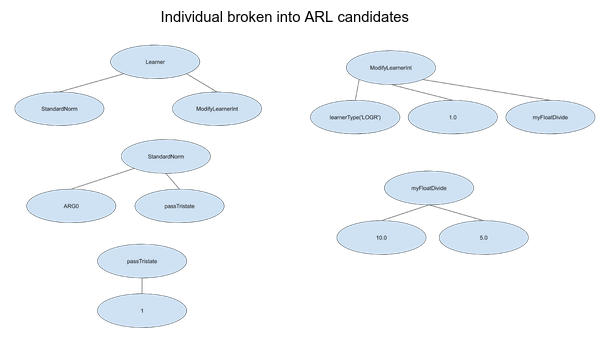 Individual broken into ARL candidates
Learner
StandardNorm
ModifyLearnerInt
StandardNorm
ARG0
passTristate
passTristate
1
ModifyLearnerInt
learnerType('LOGR')
1.0
myFloatDivide
myFloatDivide
10.0
5.0